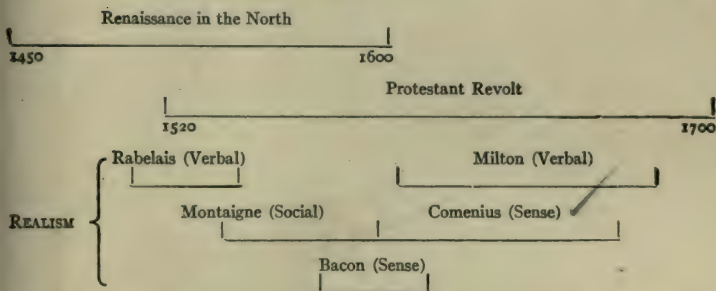 Renaissance in the North
1450 1600
Protestant Revolt
1520 1700
Rabelais (Verbal) Milton (Verbal)
REALISM
Montaigne (Social) Comenius (Sense)
Bacon (Sense)